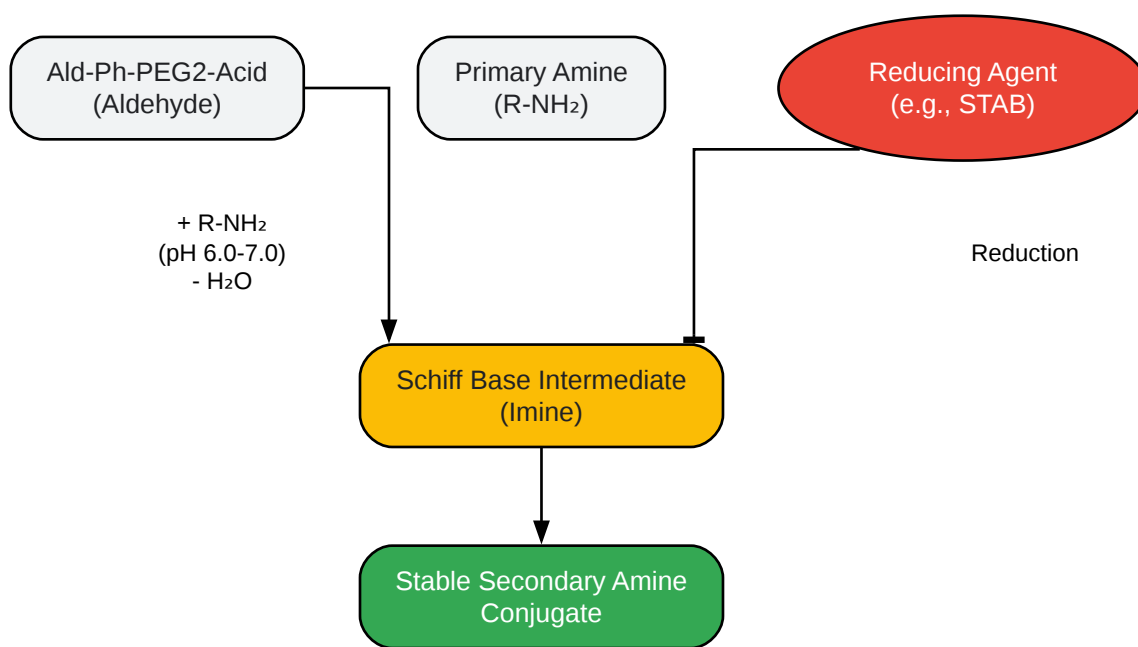 Ald-Ph-PEG2-Acid
(Aldehyde)
Primary Amine
(R-NH₂)
Reducing Agent
(e.g., STAB)
+ R-NH₂
(pH 6.0-7.0)
- H₂O
Reduction
Schiff Base Intermediate
(Imine)
Stable Secondary Amine
Conjugate